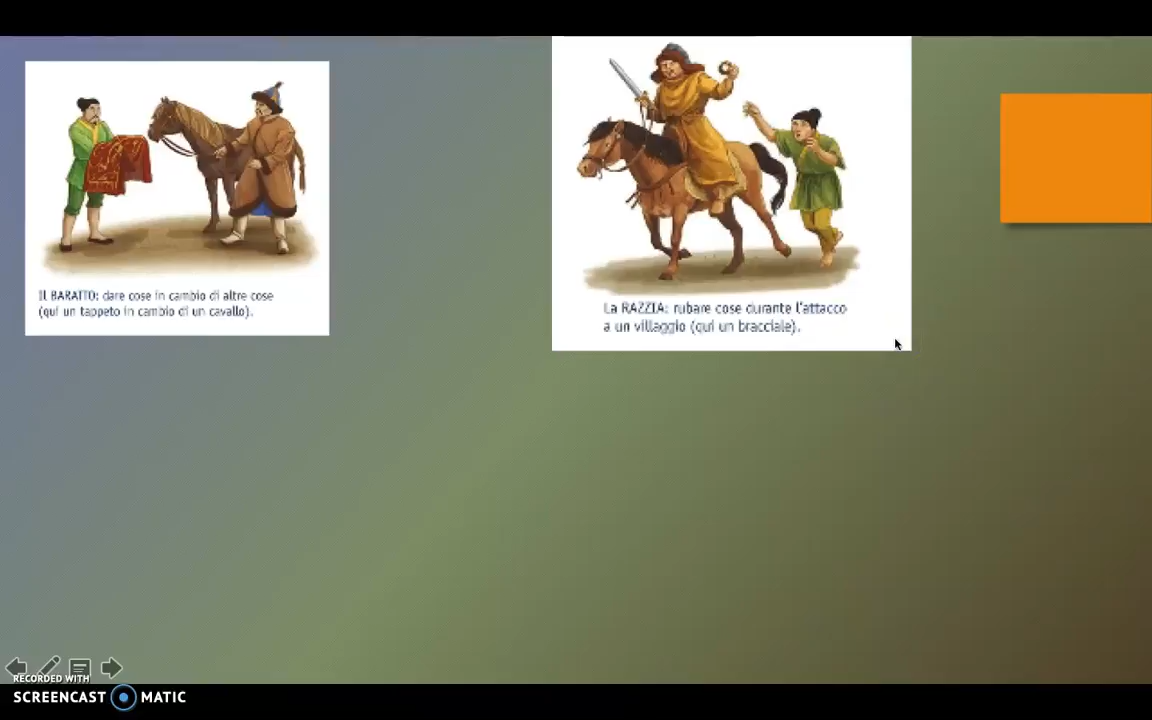 Il BARATTO: dare cose in cambio di altre cose
(qui un tappeto in cambio di un cavallo).
La RAZZIA: rubare cose durante l'attacco
a un villaggio (qui un bracciale).
RECORDED WITH
SCREENCAST MATIC